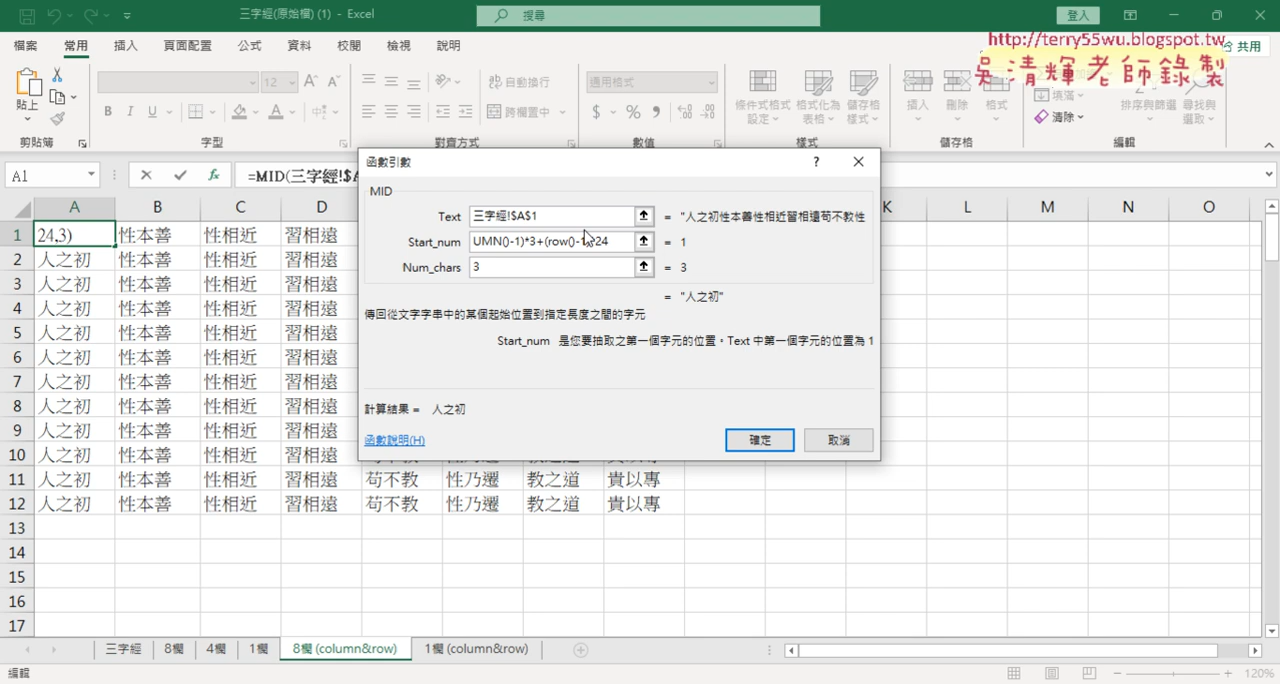 三字經(原始檔) (1) - Excel
搜尋
登入
檔案 常用 插入 頁面配置 公式 資料 校閱 檢視 說明
共用
http://terry55wu.blogspot.tw
吳清輝老師錄製
貼上
12
自動換行
通用格式
B I U
跨欄置中
$ %
條件式格式設定
格式化為表格
儲存格樣式
插入 刪除 格式
填滿
清除
排序與篩選
尋找與選取
剪貼簿 字型 對齊方式 數值 樣式 儲存格 編輯
A1
=MID(三字經!$A
函數引數
MID
Text 三字經!$A$1 = "人之初性本善性相近習相遠苟不教性
Start_num UMN()-1)*3+(row()-1)*24 = 1
Num_chars 3 = 3
= "人之初"
傳回從文字字串中的某個起始位置到指定長度之間的字元
Start_num 是您要抽取之第一個字元的位置。Text 中第一個字元的位置為 1
計算結果 = 人之初
函數說明(H)
確定 取消
A B C D K L M N O
1 24,3) 性本善 性相近 習相遠
2 人之初 性本善 性相近 習相遠
3 人之初 性本善 性相近 習相遠
4 人之初 性本善 性相近 習相遠
5 人之初 性本善 性相近 習相遠
6 人之初 性本善 性相近 習相遠
7 人之初 性本善 性相近 習相遠
8 人之初 性本善 性相近 習相遠
9 人之初 性本善 性相近 習相遠
10 人之初 性本善 性相近 習相遠 苟不教 性乃遷 教之道 貴以專
11 人之初 性本善 性相近 習相遠 苟不教 性乃遷 教之道 貴以專
12 人之初 性本善 性相近 習相遠 苟不教 性乃遷 教之道 貴以專
13
14
15
16
17
三字經 8欄 4欄 1欄 8欄 (column&row) 1欄 (column&row)
編輯
120%